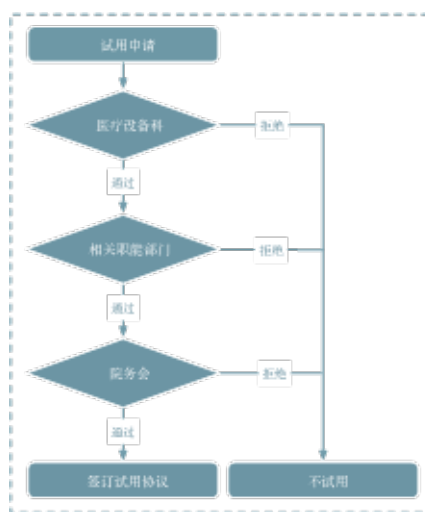 试用申请
医疗设备科
拒绝
通过
相关职能部门
拒绝
通过
院务会
拒绝
通过
签订试用协议
不试用